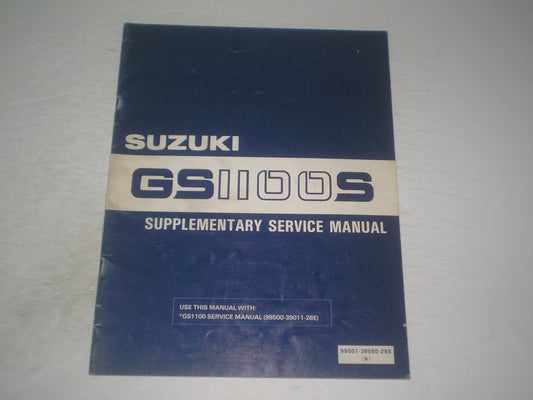 SUZUKI
GS1100S
SUPPLEMENTARY SERVICE MANUAL
USE THIS MANUAL WITH:
*GS1100 SERVICE MANUAL (99500-39011-28E)
99501-39050-28E